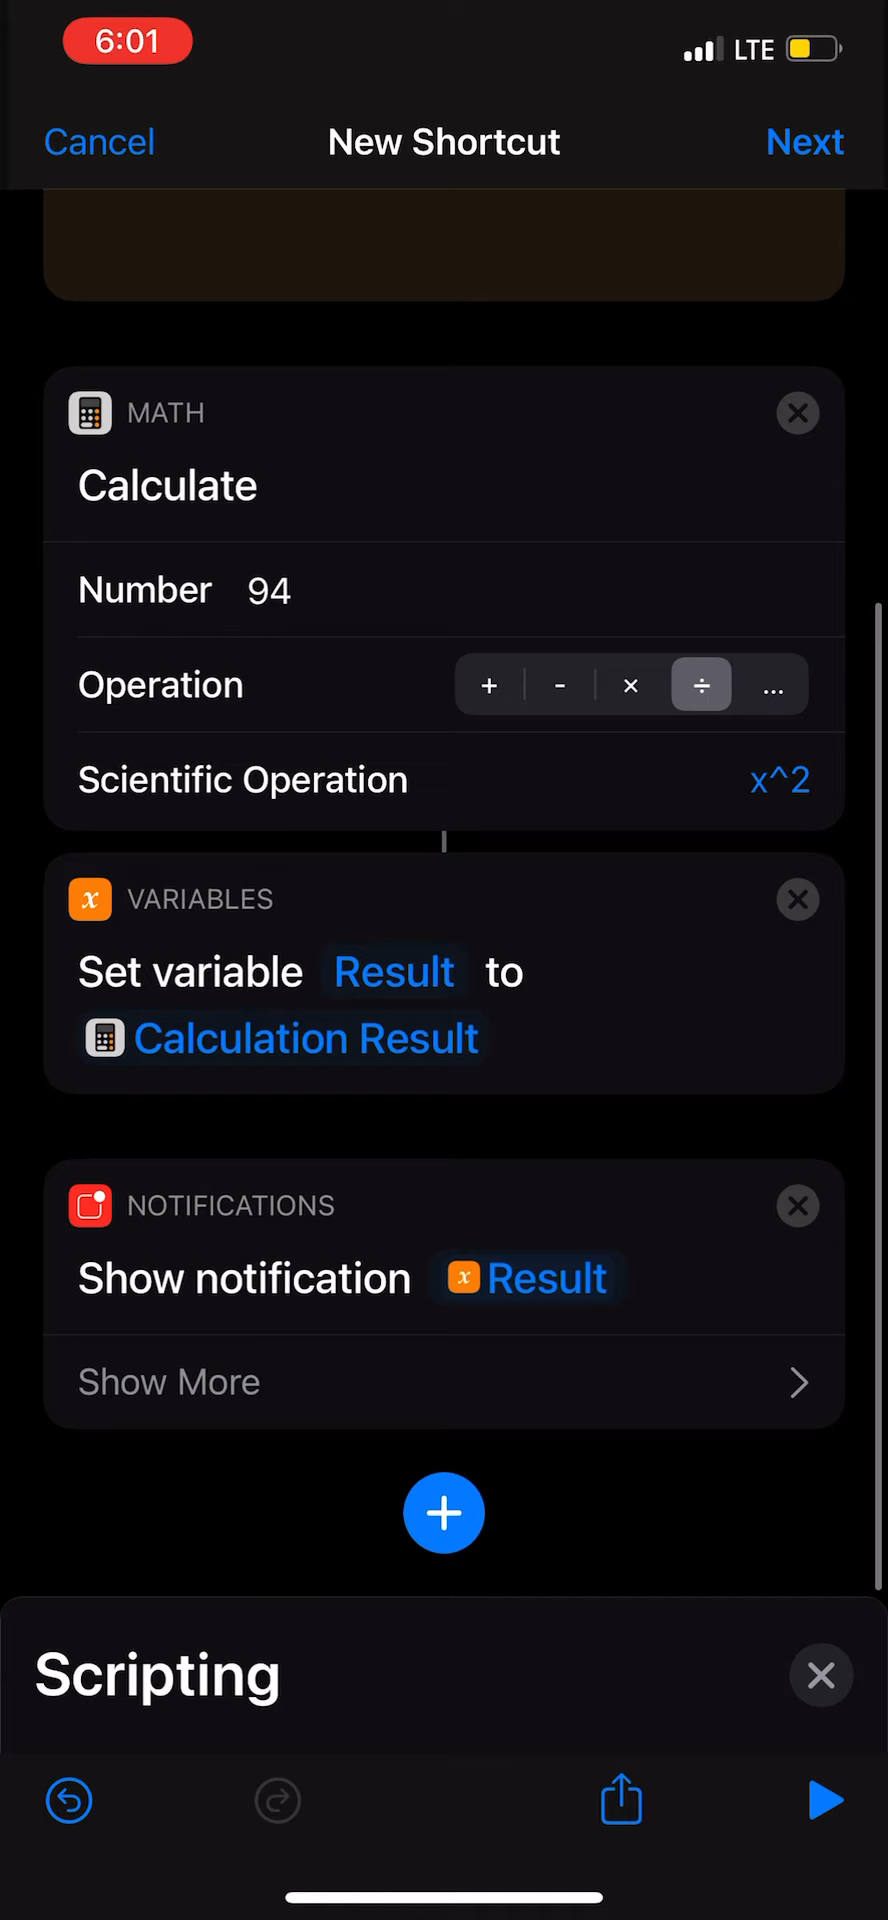 6:01
LTE
Cancel
New Shortcut
Next
MATH
Calculate
Number 94
Operation + - × ÷ ...
Scientific Operation x^2
x VARIABLES
Set variable Result to
Calculation Result
NOTIFICATIONS
Show notification x Result
Show More
Scripting